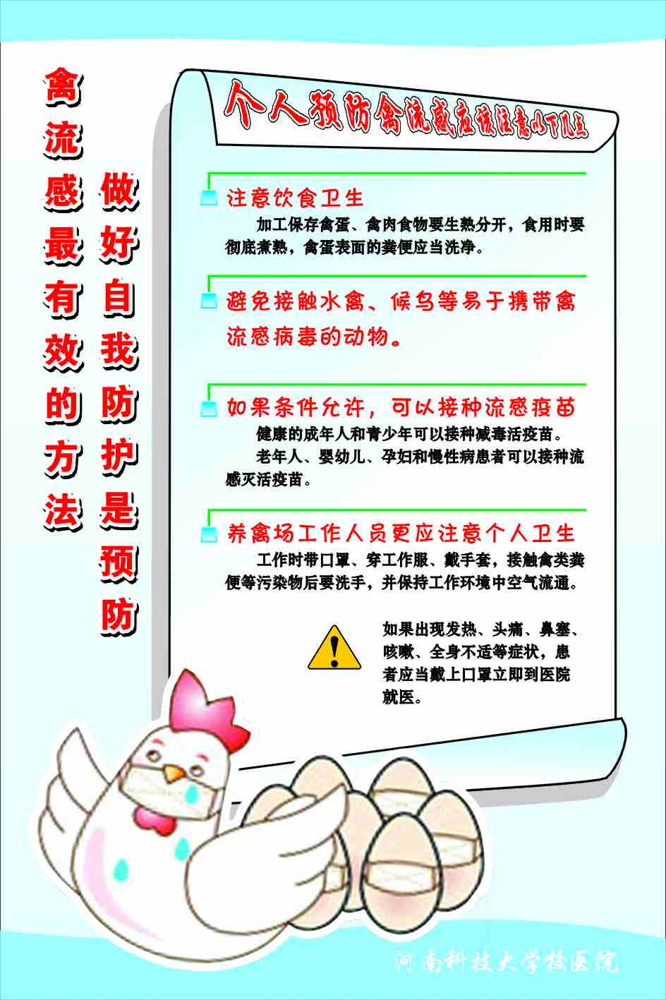 做好自我防护是预防
禽流感最有效的方法
个人预防禽流感应该注意以下几点
注意饮食卫生
加工保存禽蛋、禽肉食物要生熟分开，食用时要
彻底煮熟，禽蛋表面的粪便应当洗净。
避免接触水禽、候鸟等易于携带禽
流感病毒的动物。
如果条件允许，可以接种流感疫苗
健康的成年人和青少年可以接种减毒活疫苗。
老年人、婴幼儿、孕妇和慢性病患者可以接种流
感灭活疫苗。
养禽场工作人员更应注意个人卫生
工作时带口罩、穿工作服、戴手套，接触禽类粪
便等污染物后要洗手，并保持工作环境中空气流通。
如果出现发热、头痛、鼻塞、
咳嗽、全身不适等症状，患
者应当戴上口罩立即到医院
就医。
河南科技大学校医院